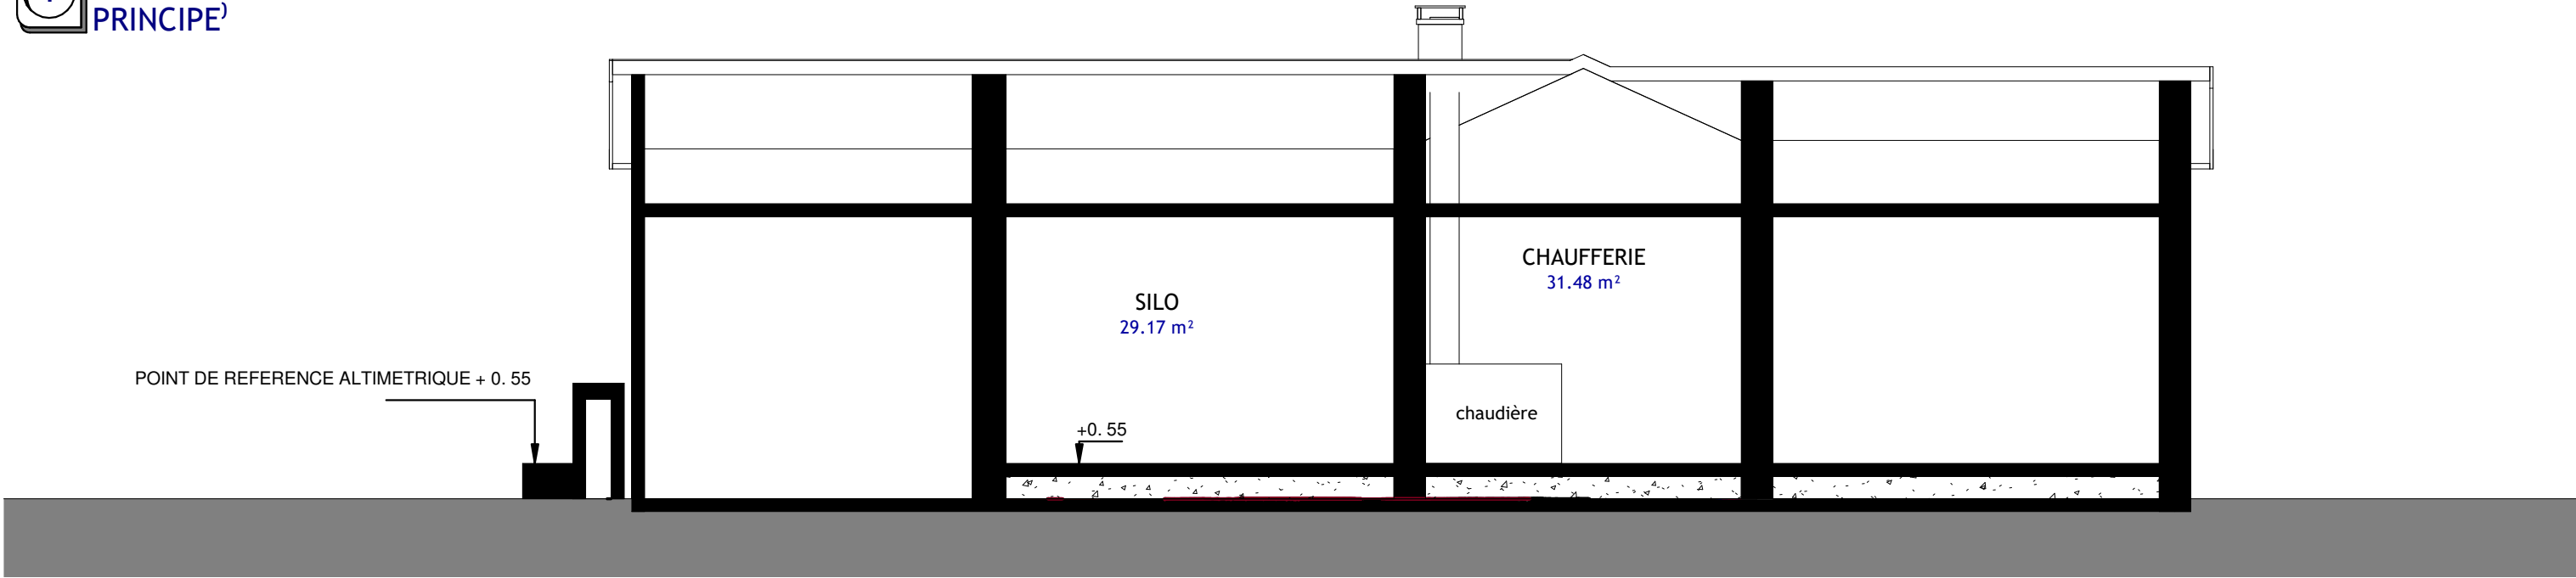 PRINCIPE)
CHAUFFERIE
31.48 m²
SILO
29.17 m²
POINT DE REFERENCE ALTIMETRIQUE + 0. 55
chaudière
+0. 55